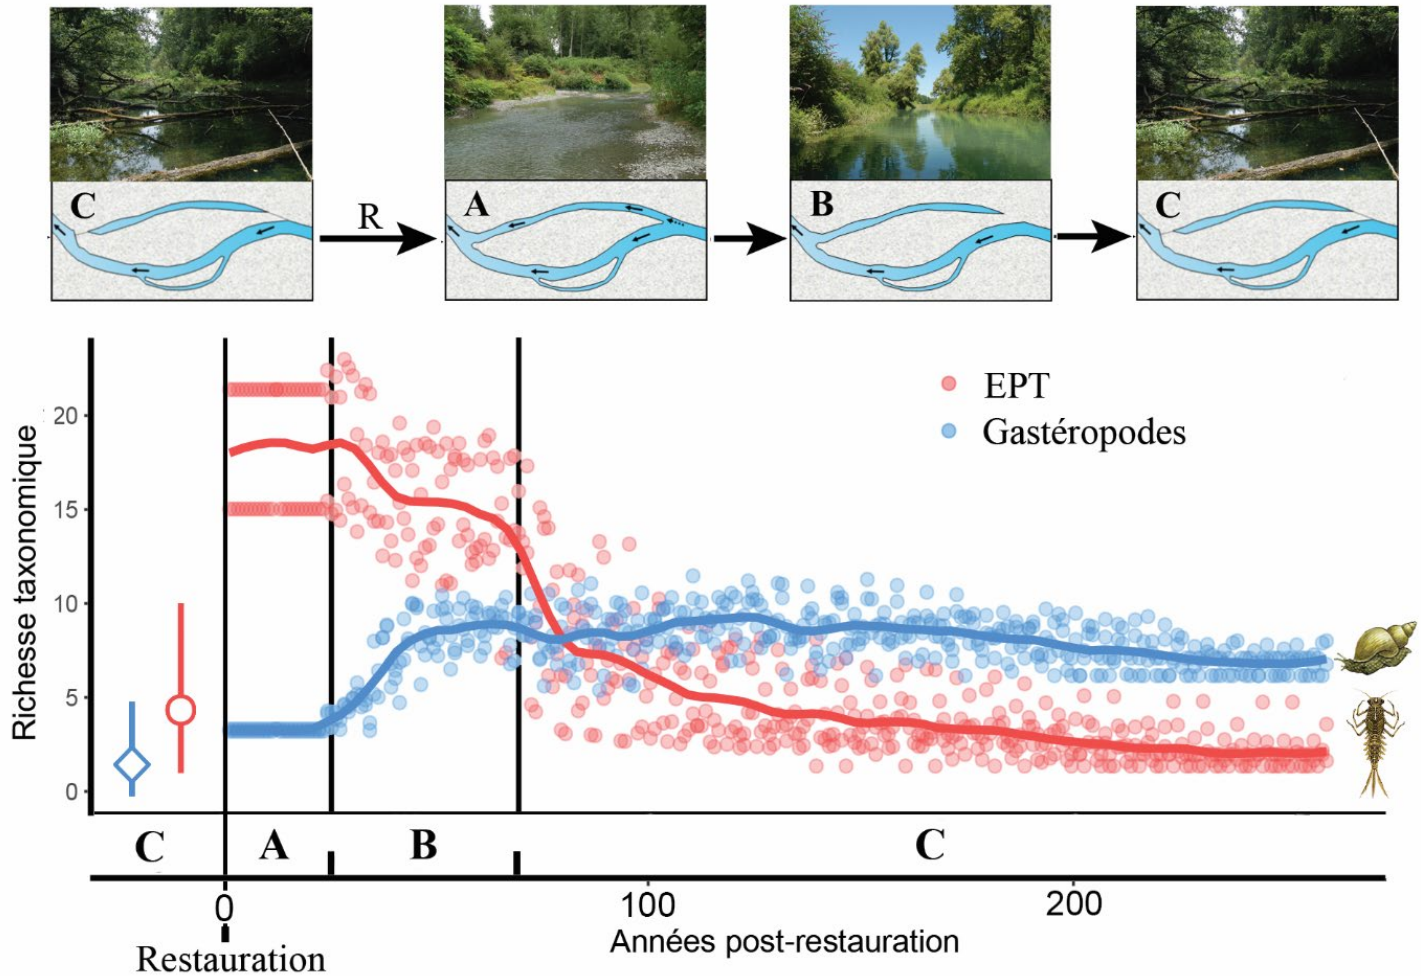 C
R
A
B
C
EPT
Gastéropodes
Richesse taxonomique
20
15
10
5
0
C
A
B
C
0
100
200
Années post-restauration
Restauration